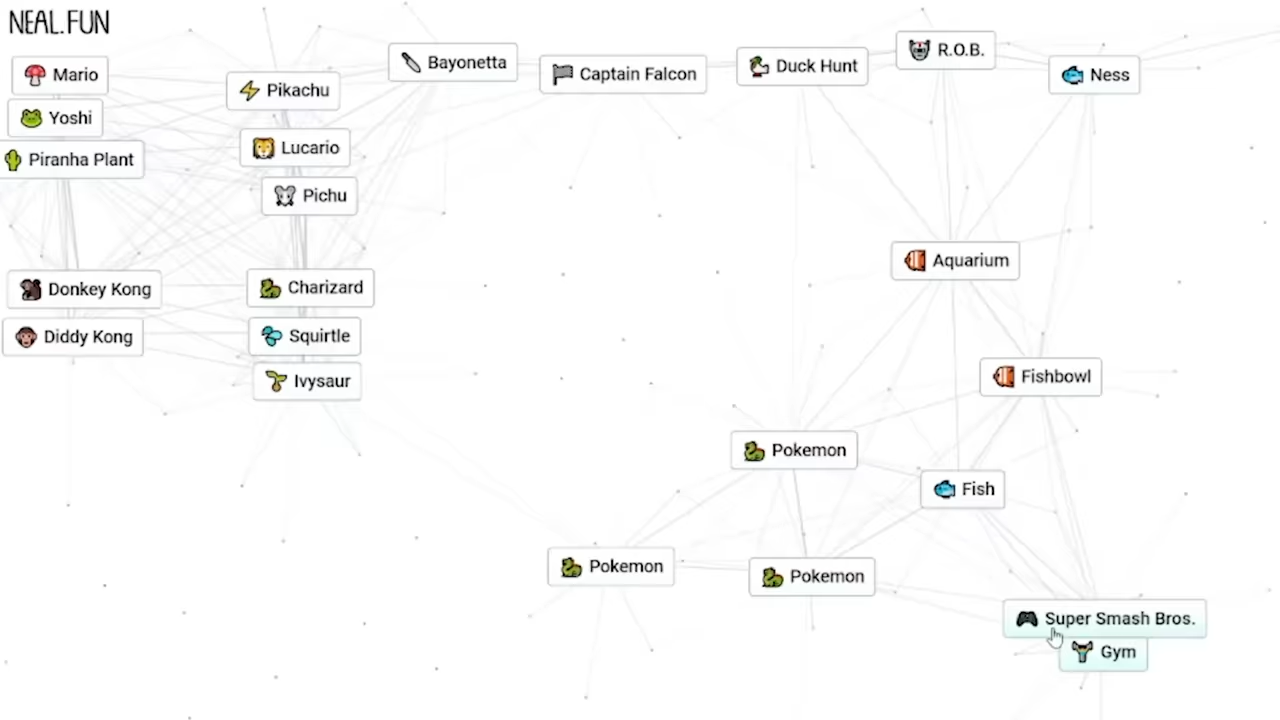 NEAL.FUN
Mario
Yoshi
Piranha Plant
Donkey Kong
Diddy Kong
Pikachu
Lucario
Pichu
Charizard
Squirtle
Ivysaur
Bayonetta
Captain Falcon
Duck Hunt
R.O.B.
Ness
Aquarium
Fishbowl
Pokemon
Fish
Pokemon
Pokemon
Super Smash Bros.
Gym